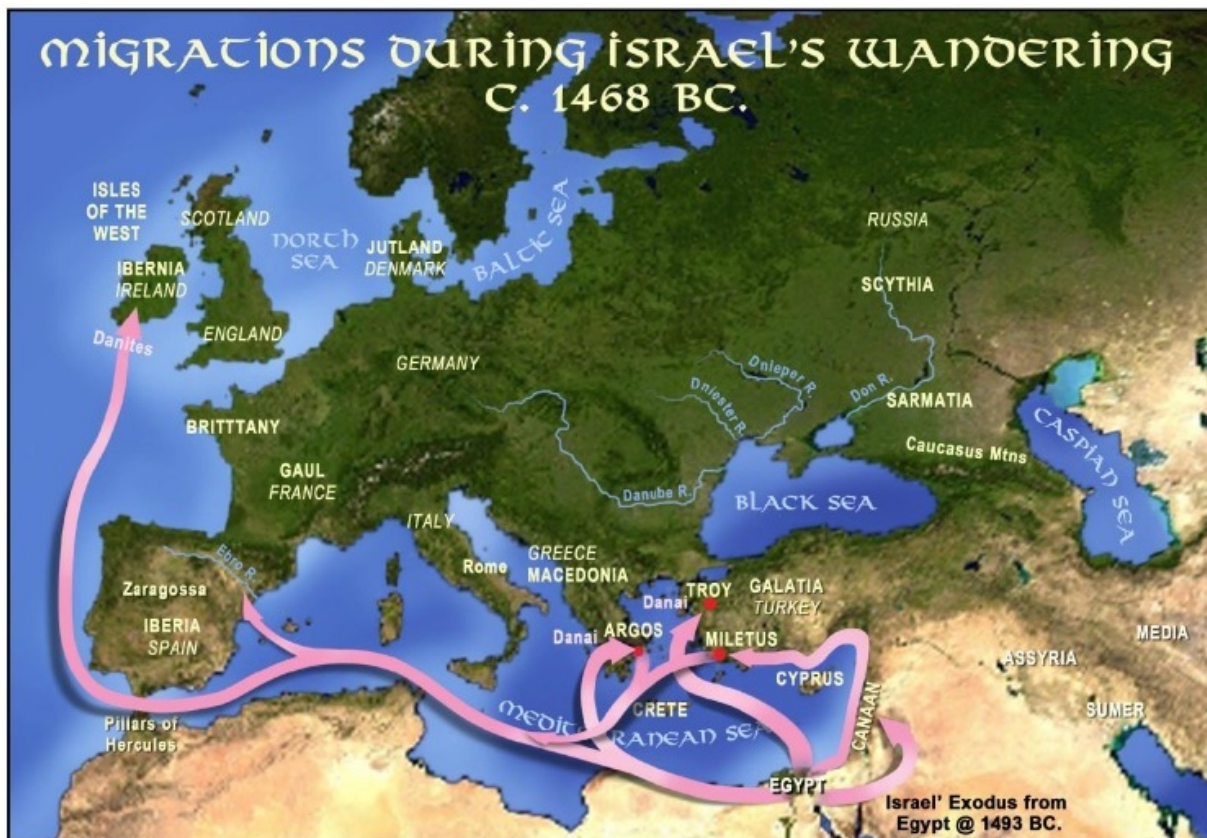 MIGRATIONS DURING ISRAEL'S WANDERING
C. 1468 BC.
ISLES
OF THE
WEST
SCOTLAND
NORTH
SEA
JUTLAND
DENMARK
BALTIC SEA
RUSSIA
IBERNIA
IRELAND
SCYTHIA
Danites
ENGLAND
GERMANY
Dnieper R.
Dniester R.
Don R.
SARMATIA
BRITTTANY
Caucasus Mtns
CASPIAN SEA
GAUL
FRANCE
Danube R.
BLACK SEA
ITALY
Ebro R.
Rome
GREECE
MACEDONIA
Zaragossa
TROY
GALATIA
TURKEY
Danai
IBERIA
SPAIN
Danai
ARGOS
MILETUS
MEDIA
ASSYRIA
CYPRUS
SUMER
CRETE
CANAAN
Pillars of
Hercules
MEDITERRANEAN SEA
EGYPT
Israel' Exodus from
Egypt @ 1493 BC.